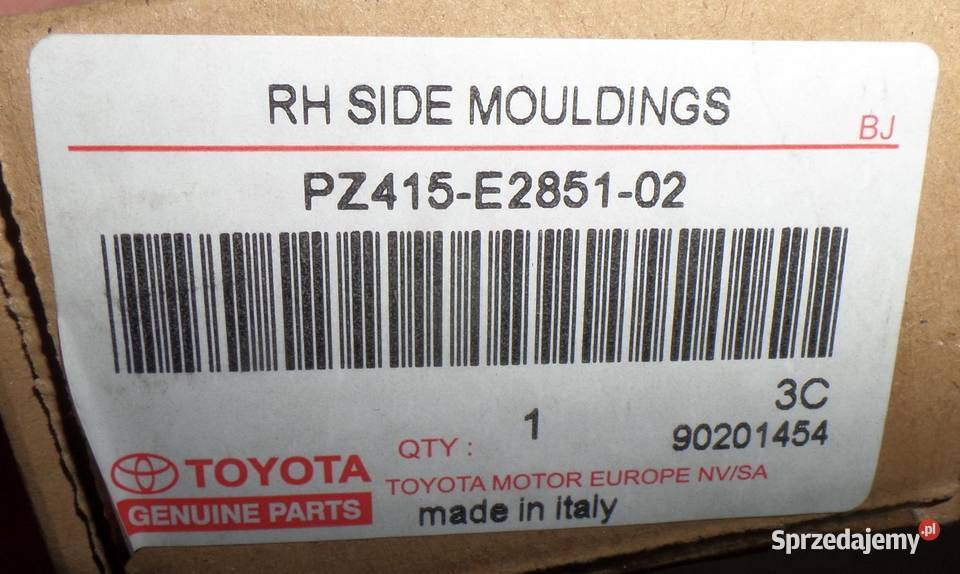 RH SIDE MOULDINGS
BJ
PZ415-E2851-02
3C
QTY : 1
90201454
TOYOTA
TOYOTA MOTOR EUROPE NV/SA
GENUINE PARTS
made in italy
Sprzedajemy.pl